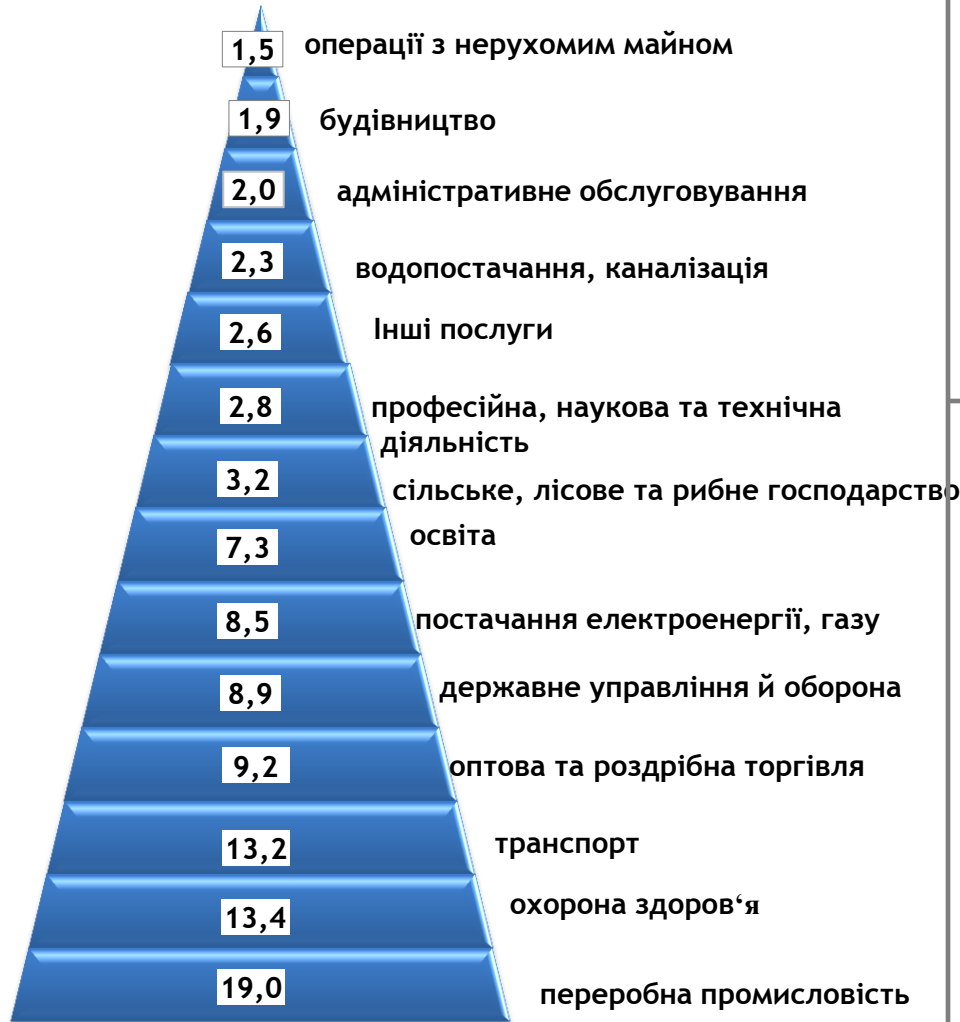 1,5 операції з нерухомим майном
1,9 будівництво
2,0 адміністративне обслуговування
2,3 водопостачання, каналізація
2,6 Інші послуги
2,8 професійна, наукова та технічна
діяльність
3,2 сільське, лісове та рибне господарство
7,3 освіта
8,5 постачання електроенергії, газу
8,9 державне управління й оборона
9,2 оптова та роздрібна торгівля
13,2 транспорт
13,4 охорона здоров‘я
19,0 переробна промисловість